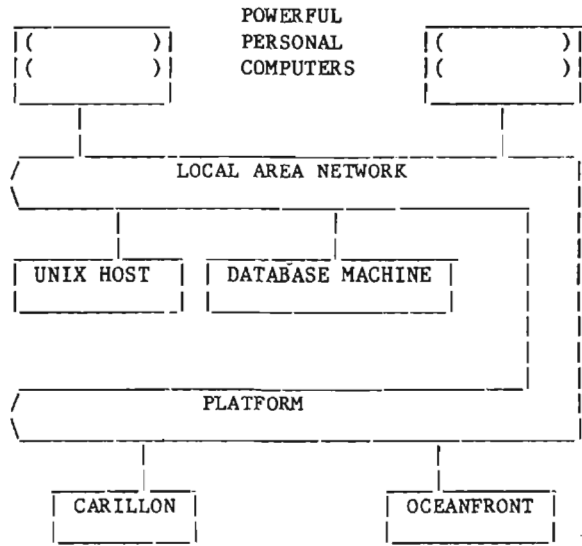 POWERFUL
PERSONAL
COMPUTERS
LOCAL AREA NETWORK
UNIX HOST
DATABASE MACHINE
PLATFORM
CARILLON
OCEANFRONT